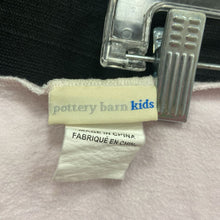 pottery barn kids
MADE IN CHINA
FABRIQUÉ EN CHINE